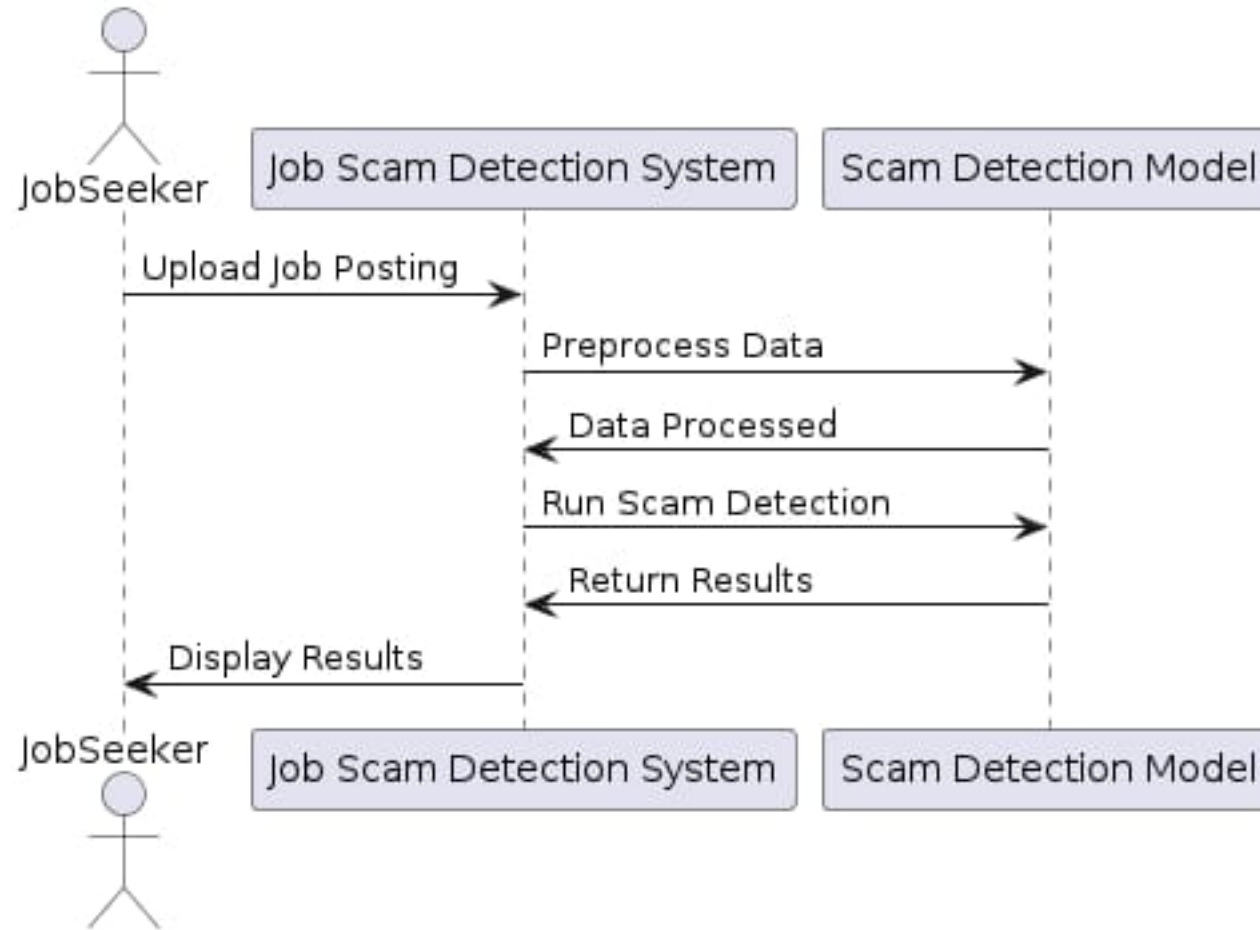 JobSeeker
Job Scam Detection System
Scam Detection Model
Upload Job Posting
Preprocess Data
Data Processed
Run Scam Detection
Return Results
Display Results
JobSeeker
Job Scam Detection System
Scam Detection Model